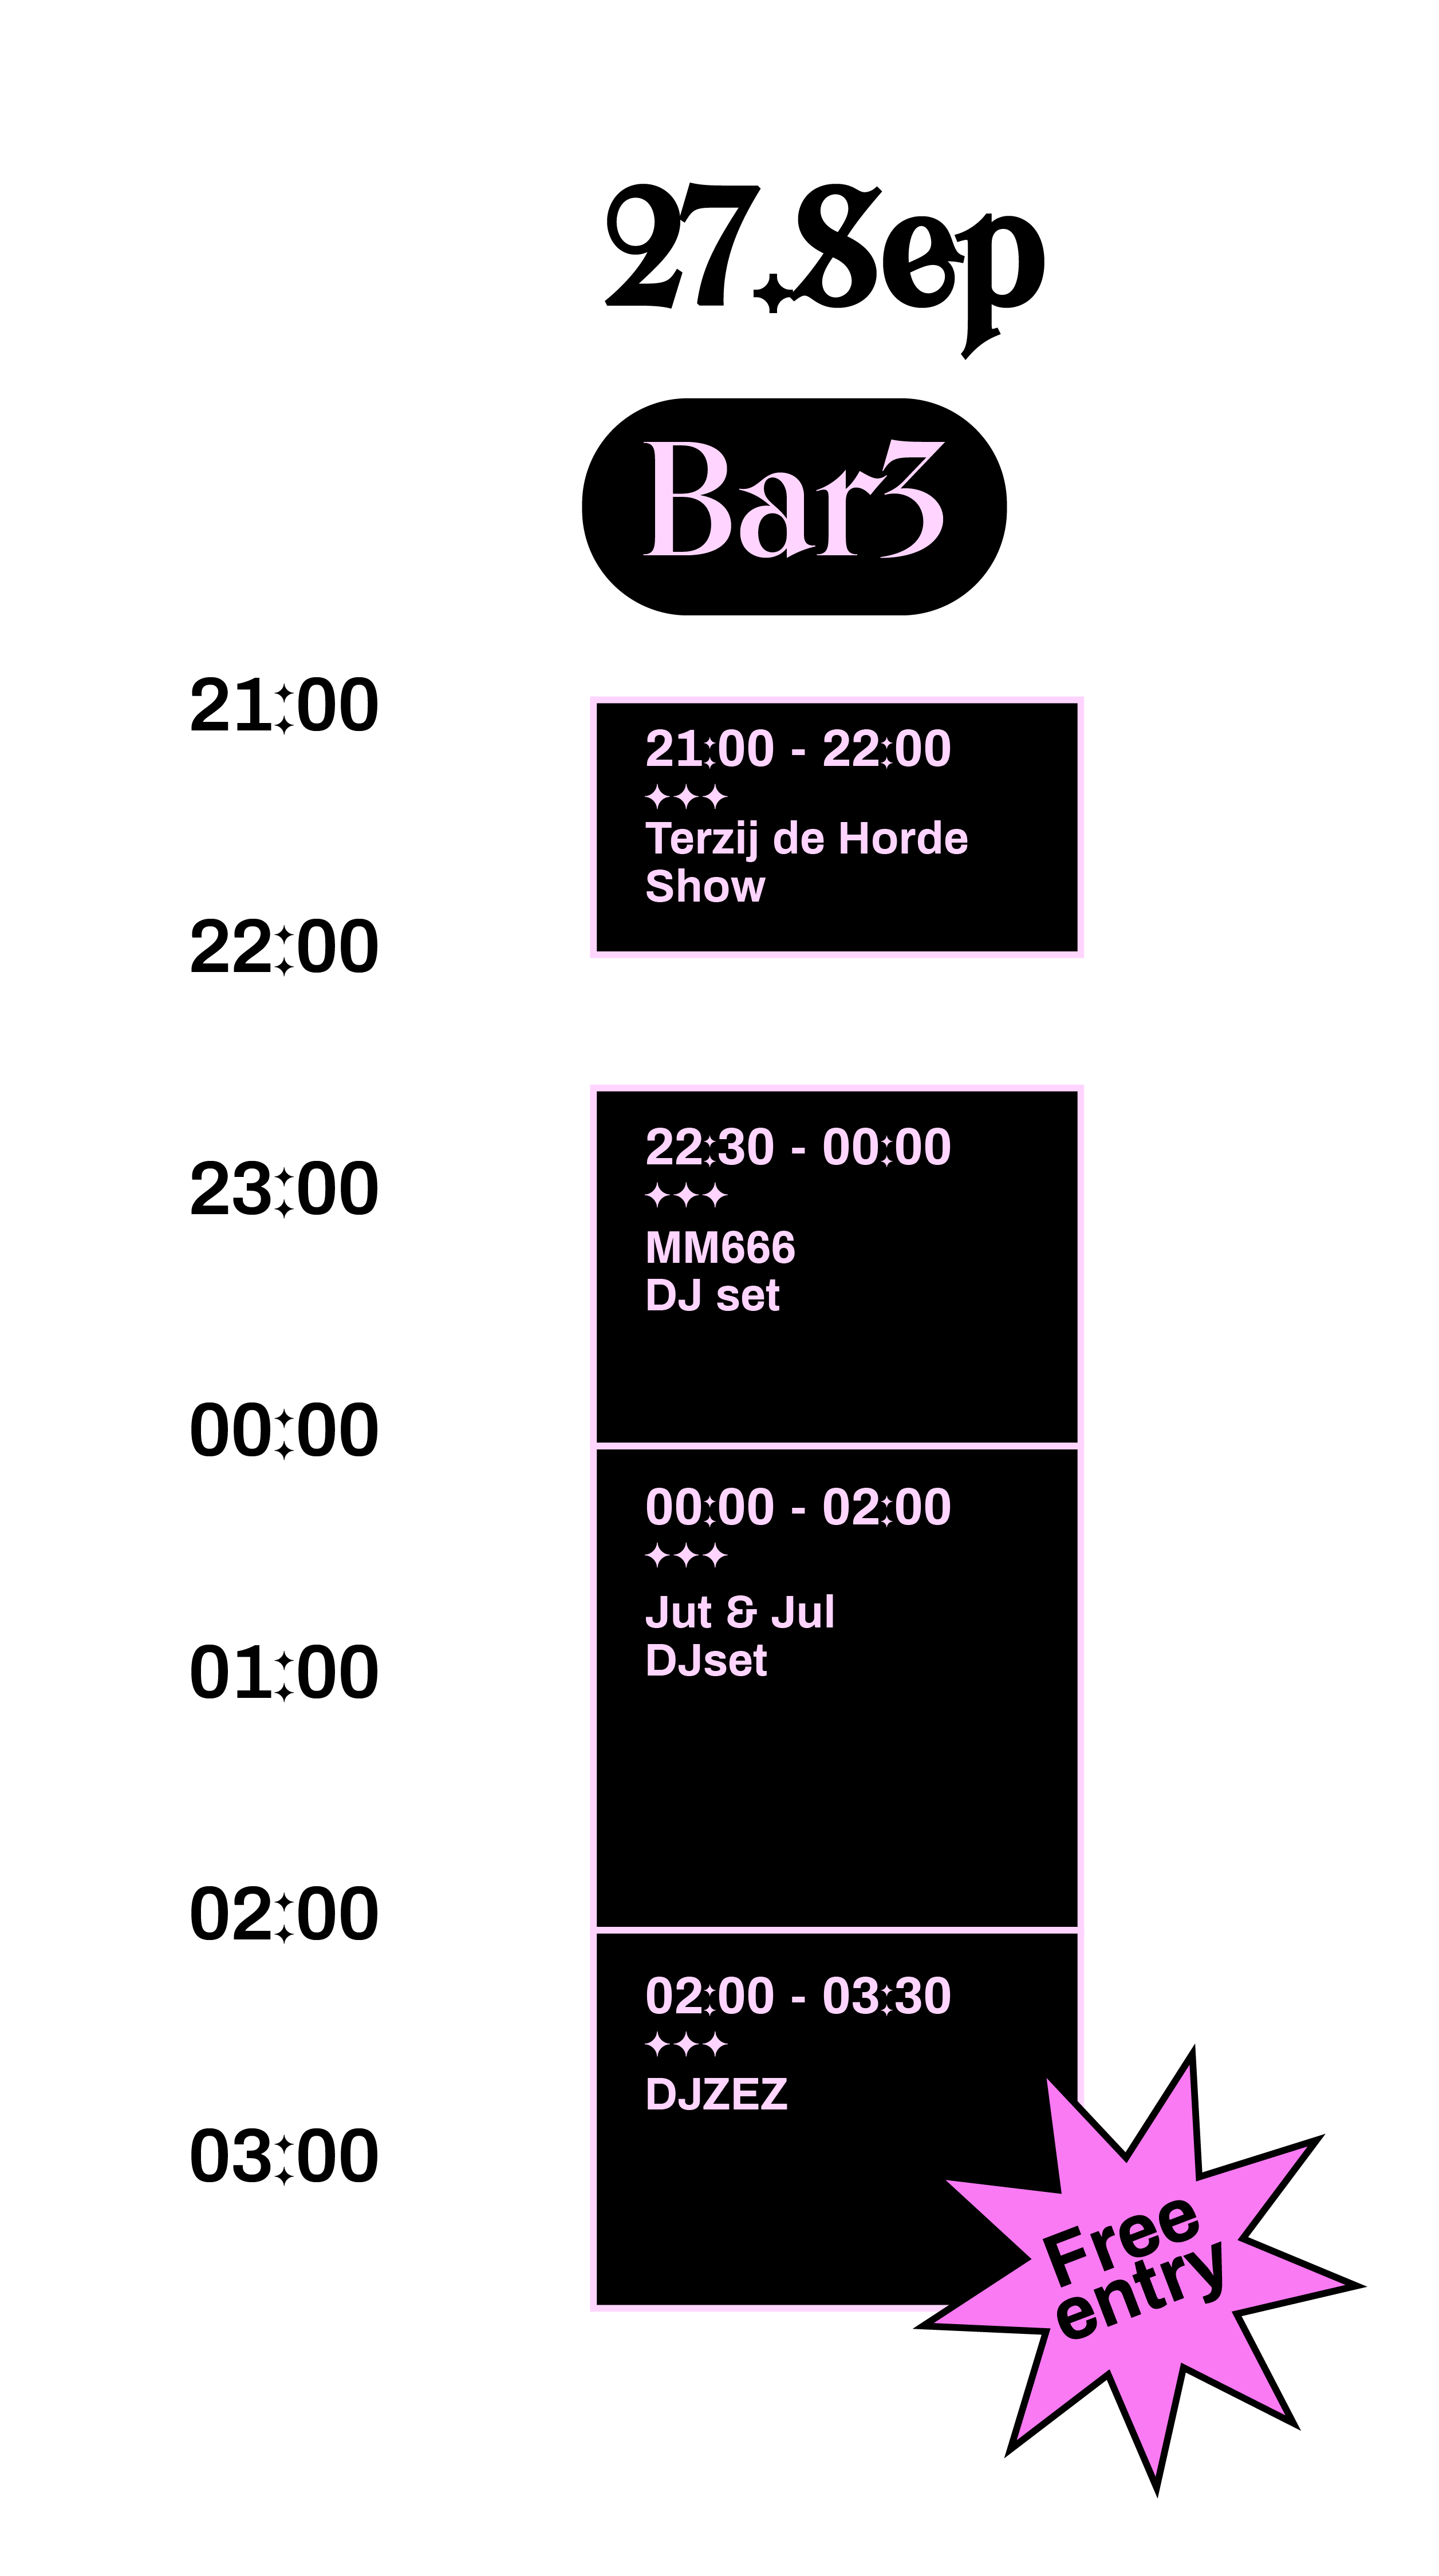 27.Sep
Bar3
21:00
21:00 - 22:00
Terzij de Horde
Show
22:00
22:30 - 00:00
23:00
MM666
DJ set
00:00
00:00 - 02:00
Jut & Jul
DJset
01:00
02:00
02:00 - 03:30
DJZEZ
03:00
Free
entry